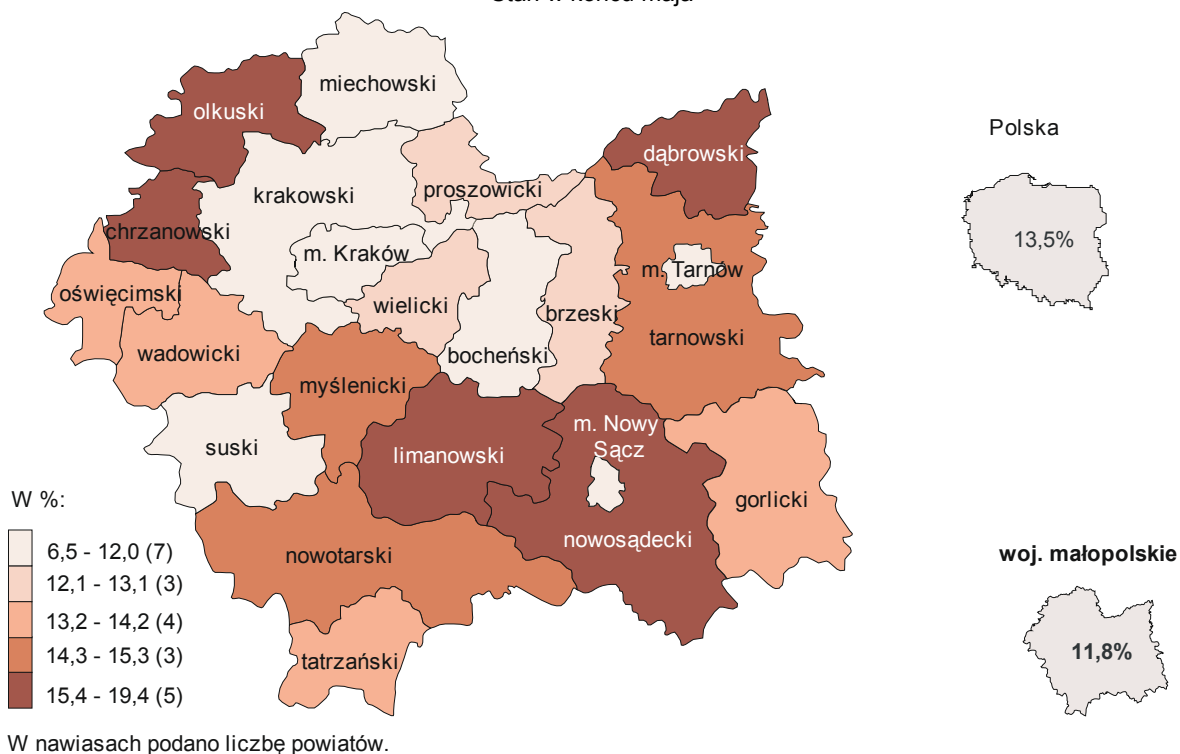 Stan w końcu maja
miechowski
olkuski
Polska
dąbrowski
proszowicki
krakowski
chrzanowski
13,5%
m. Kraków
m. Tarnów
oświęcimski
wielicki
brzeski
tarnowski
wadowicki
bocheński
myślenicki
m. Nowy
Sącz
suski
limanowski
gorlicki
W %:
nowosądecki
6,5 - 12,0 (7)
nowotarski
woj. małopolskie
12,1 - 13,1 (3)
13,2 - 14,2 (4)
14,3 - 15,3 (3)
11,8%
tatrzański
15,4 - 19,4 (5)
W nawiasach podano liczbę powiatów.